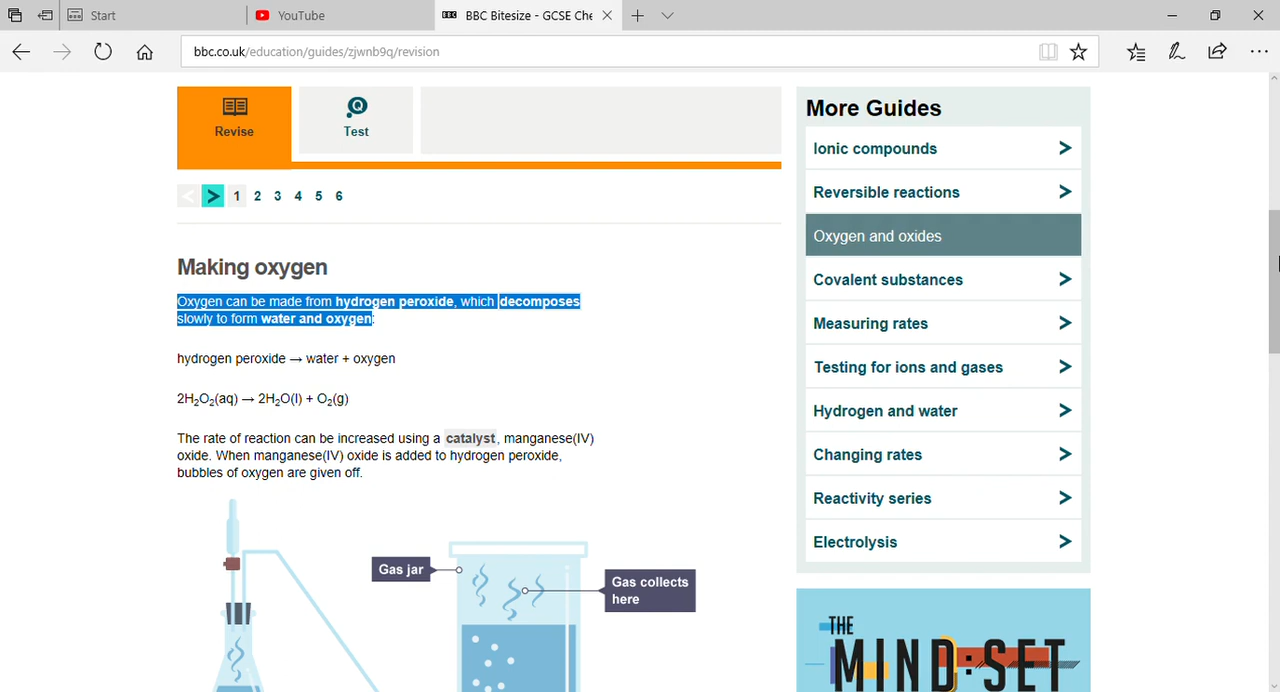 Start
YouTube
BBC Bitesize - GCSE Che
bbc.co.uk/education/guides/zjwnb9q/revision
Revise
Test
1 2 3 4 5 6
Making oxygen
Oxygen can be made from hydrogen peroxide, which decomposes
slowly to form water and oxygen:
hydrogen peroxide → water + oxygen
2H₂O₂(aq) → 2H₂O(l) + O₂(g)
The rate of reaction can be increased using a catalyst, manganese(IV)
oxide. When manganese(IV) oxide is added to hydrogen peroxide,
bubbles of oxygen are given off.
Gas jar
Gas collects
here
More Guides
Ionic compounds
Reversible reactions
Oxygen and oxides
Covalent substances
Measuring rates
Testing for ions and gases
Hydrogen and water
Changing rates
Reactivity series
Electrolysis
THE
MIND:SET